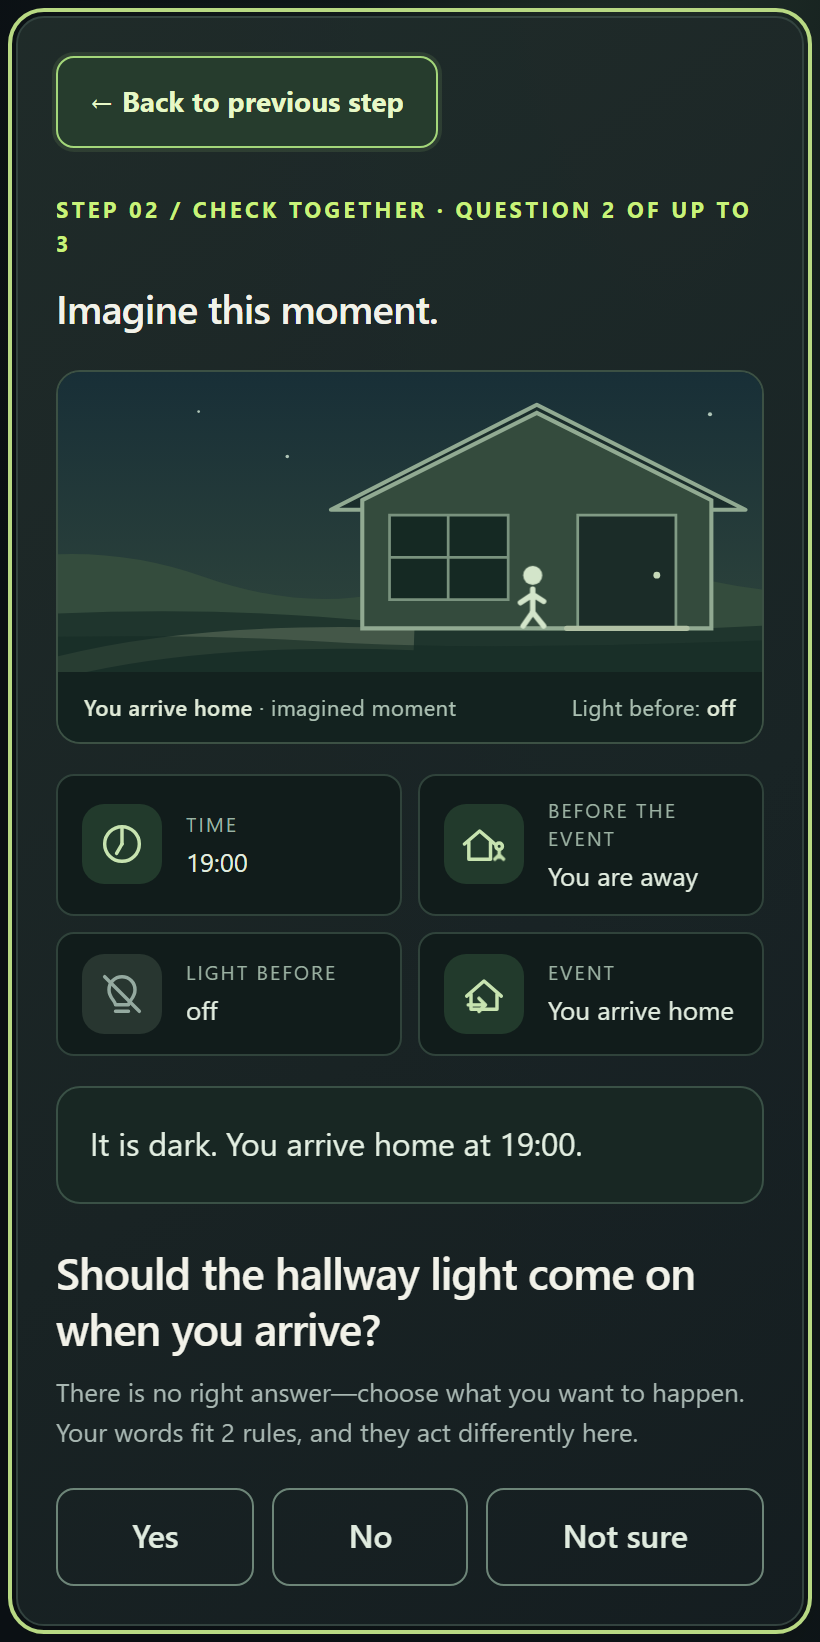 ← Back to previous step
STEP 02 / CHECK TOGETHER · QUESTION 2 OF UP TO
3
Imagine this moment.
You arrive home · imagined moment
Light before: off
TIME
19:00
BEFORE THE
EVENT
You are away
LIGHT BEFORE
off
EVENT
You arrive home
It is dark. You arrive home at 19:00.
Should the hallway light come on
when you arrive?
There is no right answer—choose what you want to happen.
Your words fit 2 rules, and they act differently here.
Yes
No
Not sure